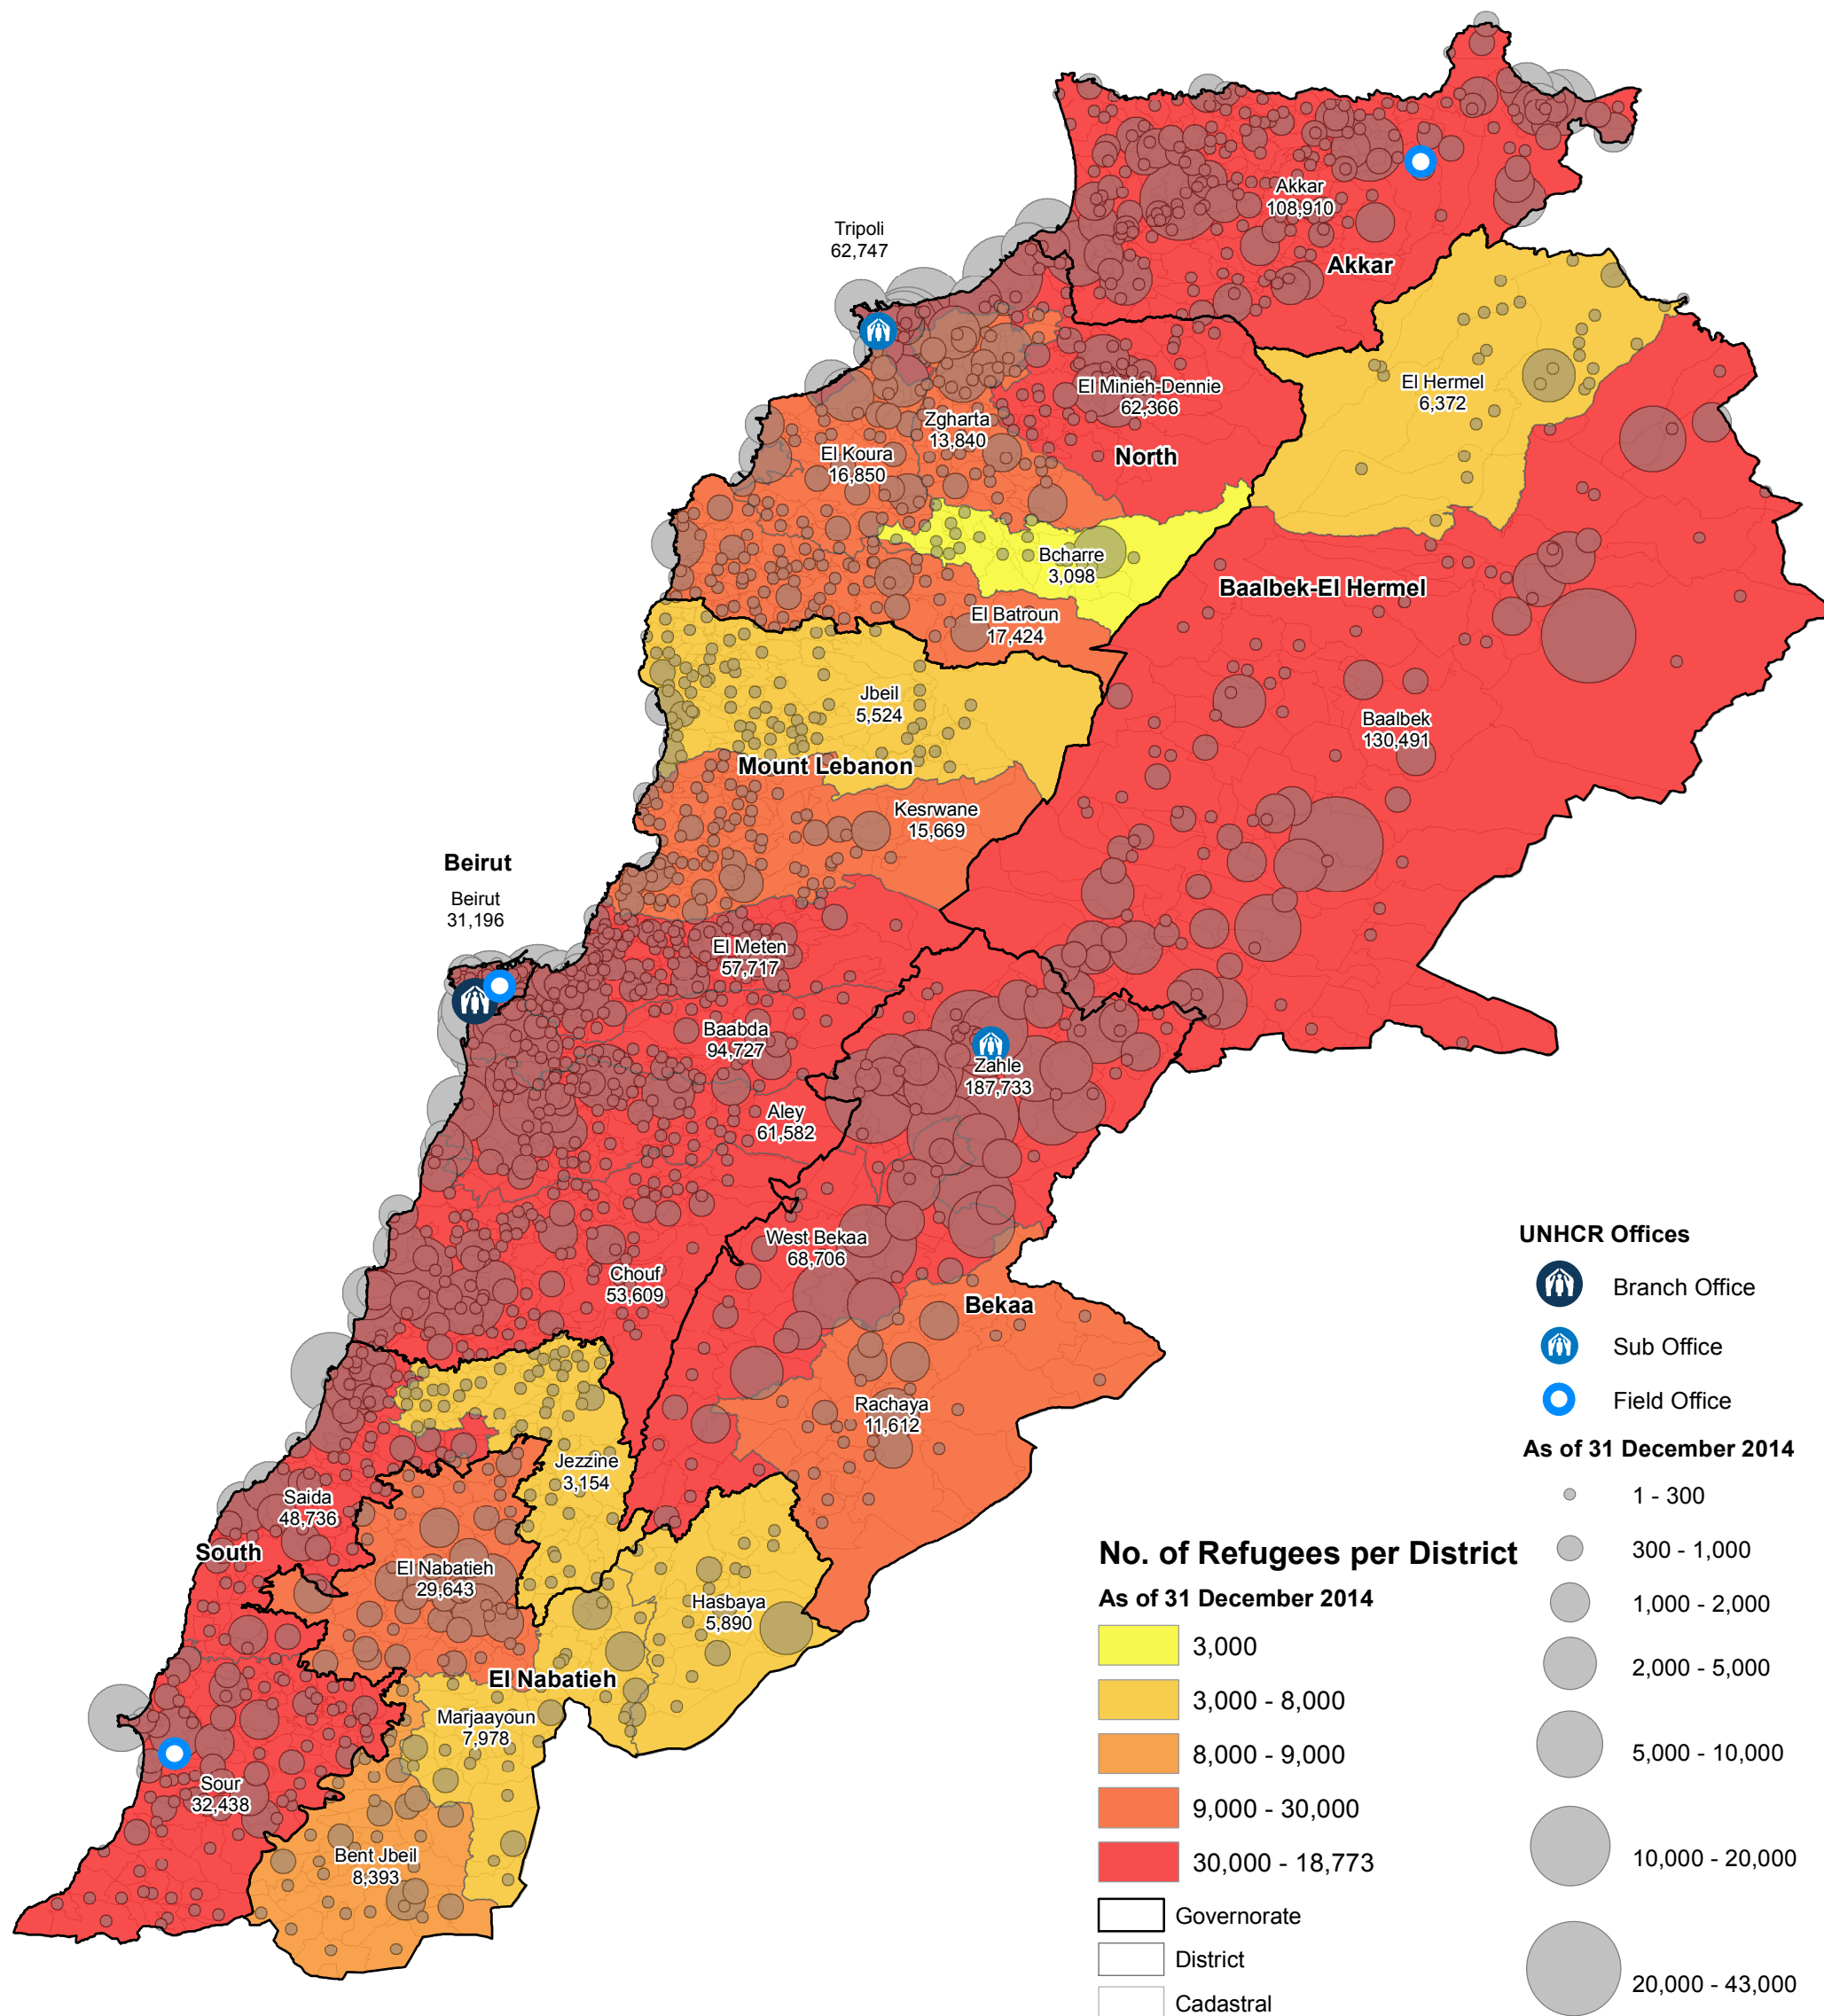 Akkar
108,910
Akkar
Tripoli
62,747
El Hermel
6,372
El Minieh-Dennie
62,366
Zgharta
13,840
El Koura
16,850
North
Bcharre
3,098
Baalbek-El Hermel
El Batroun
17,424
Jbeil
5,524
Baalbek
130,491
Mount Lebanon
Kesrwane
15,669
Beirut
Beirut
31,196
El Meten
57,717
Baabda
94,727
Zahle
187,733
Aley
61,582
West Bekaa
68,706
Chouf
53,609
Bekaa
Rachaya
11,612
Jezzine
3,154
Saida
48,736
South
El Nabatieh
29,643
Hasbaya
5,890
El Nabatieh
Marjaayoun
7,978
Sour
32,438
Bent Jbeil
8,393
UNHCR Offices
Branch Office
Sub Office
Field Office
As of 31 December 2014
1 - 300
300 - 1,000
1,000 - 2,000
2,000 - 5,000
5,000 - 10,000
10,000 - 20,000
20,000 - 43,000
No. of Refugees per District
As of 31 December 2014
3,000
3,000 - 8,000
8,000 - 9,000
9,000 - 30,000
30,000 - 18,773
Governorate
District
Cadastral